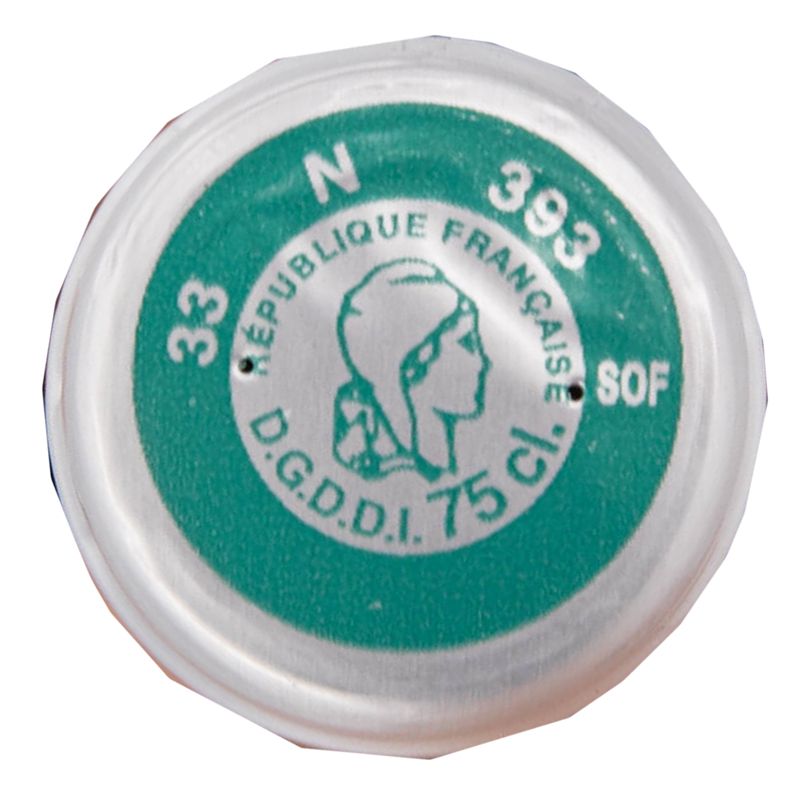 33 N 393 SOF
RÉPUBLIQUE FRANÇAISE
D.G.D.D.I. 75 cl.